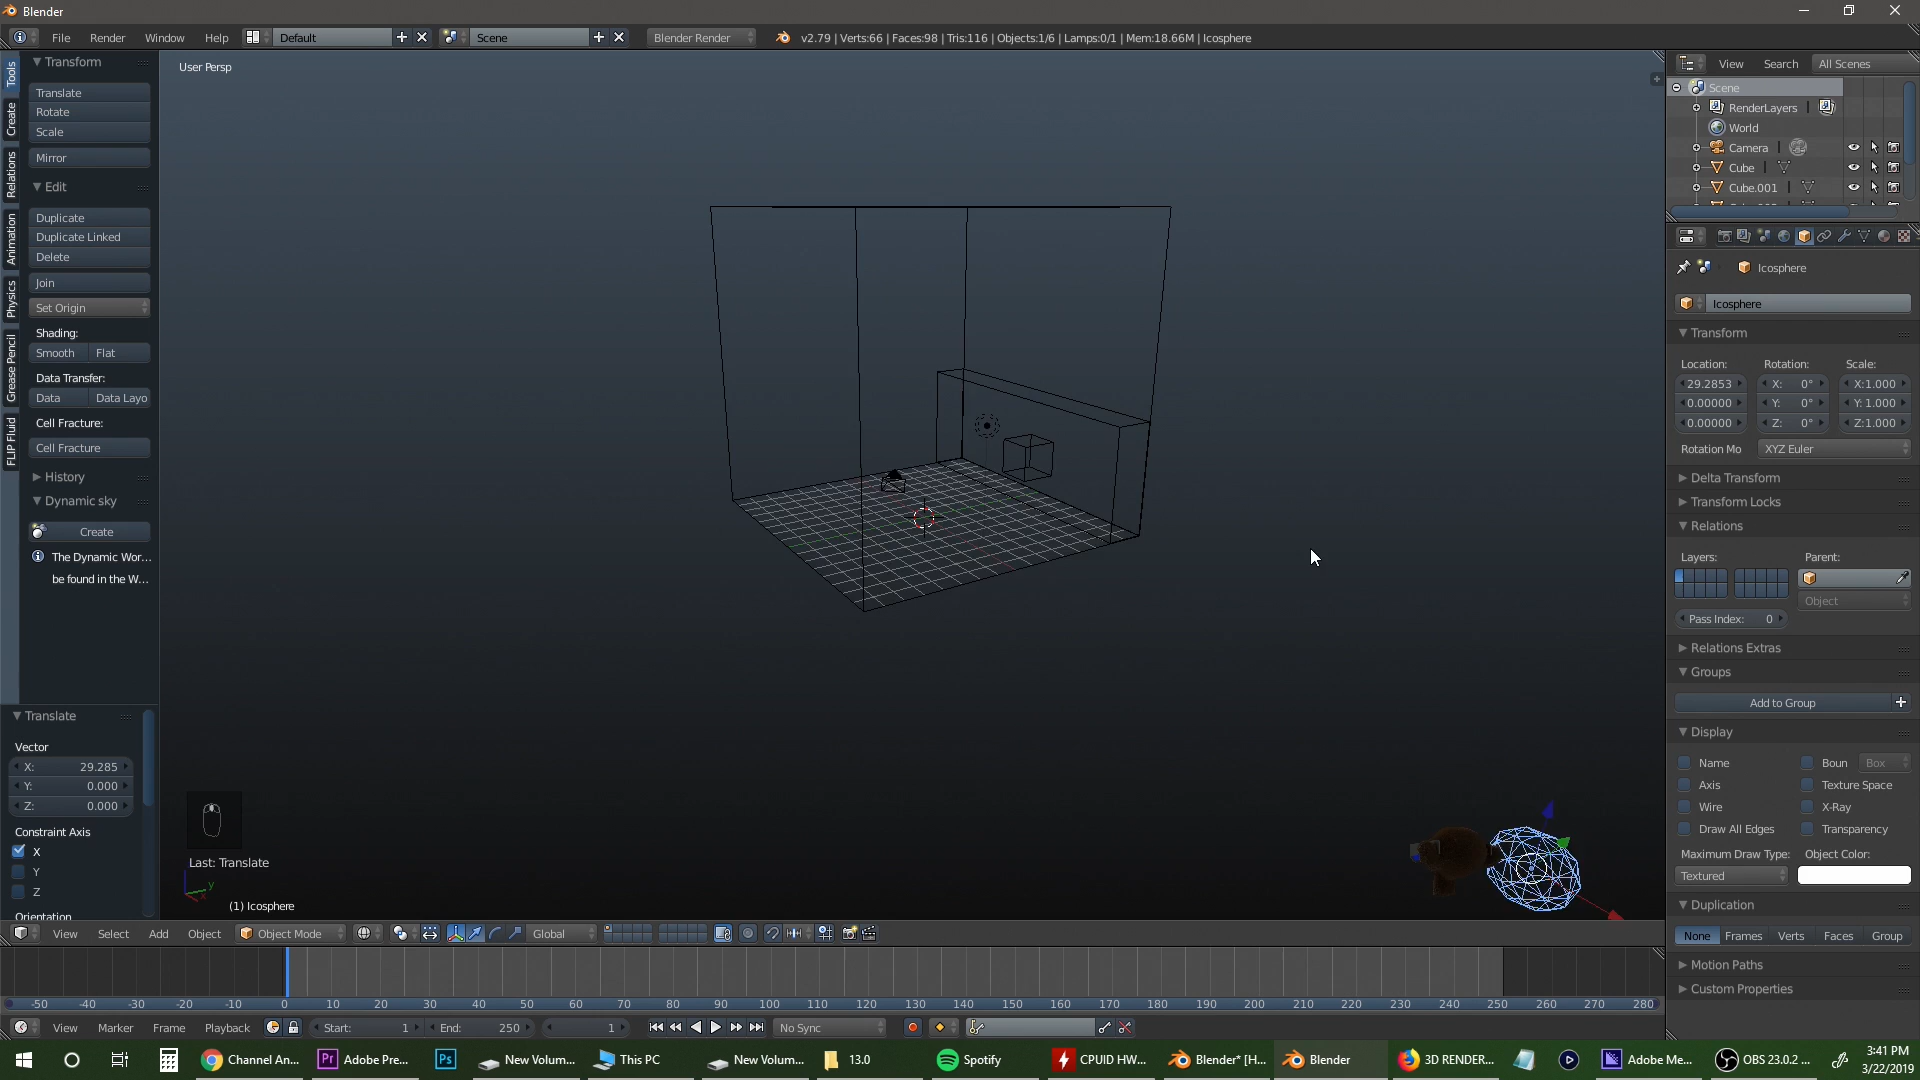 Blender
File Render Window Help Default Scene Blender Render v2.79 | Verts:66 | Faces:98 | Tris:116 | Objects:1/6 | Lamps:0/1 | Mem:18.66M | Icosphere
Tools
Create
Relations
Animation
Physics
Grease Pencil
FLIP Fluid
Transform
Translate
Rotate
Scale
Mirror
Edit
Duplicate
Duplicate Linked
Delete
Join
Set Origin
Shading:
Smooth Flat
Data Transfer:
Data Data Layo
Cell Fracture:
Cell Fracture
History
Dynamic sky
Create
The Dynamic Wor...
be found in the W...
Translate
Vector
X: 29.285
Y: 0.000
Z: 0.000
Constraint Axis
X
Y
Z
Orientation
User Persp
Last: Translate
(1) Icosphere
View Select Add Object Object Mode Global
-50 -40 -30 -20 -10 0 10 20 30 40 50 60 70 80 90 100 110 120 130 140 150 160 170 180 190 200 210 220 230 240 250 260 270 280
View Marker Frame Playback Start: 1 End: 250 1 No Sync
View Search All Scenes
Scene
RenderLayers
World
Camera
Cube
Cube.001
Icosphere
Icosphere
Transform
Location: Rotation: Scale:
29.2853 X: 0° X:1.000
0.00000 Y: 0° Y: 1.000
0.00000 Z: 0° Z:1.000
Rotation Mo XYZ Euler
Delta Transform
Transform Locks
Relations
Layers: Parent:
Object
Pass Index: 0
Relations Extras
Groups
Add to Group
Display
Name Boun Box
Axis Texture Space
Wire X-Ray
Draw All Edges Transparency
Maximum Draw Type: Object Color:
Textured
Duplication
None Frames Verts Faces Group
Motion Paths
Custom Properties
Channel An... Pr Adobe Pre... Ps New Volum... This PC New Volum... 13.0 Spotify CPUID HW... Blender* [H... Blender 3D RENDER... Adobe Me... OBS 23.0.2 ... 3:41 PM
3/22/2019